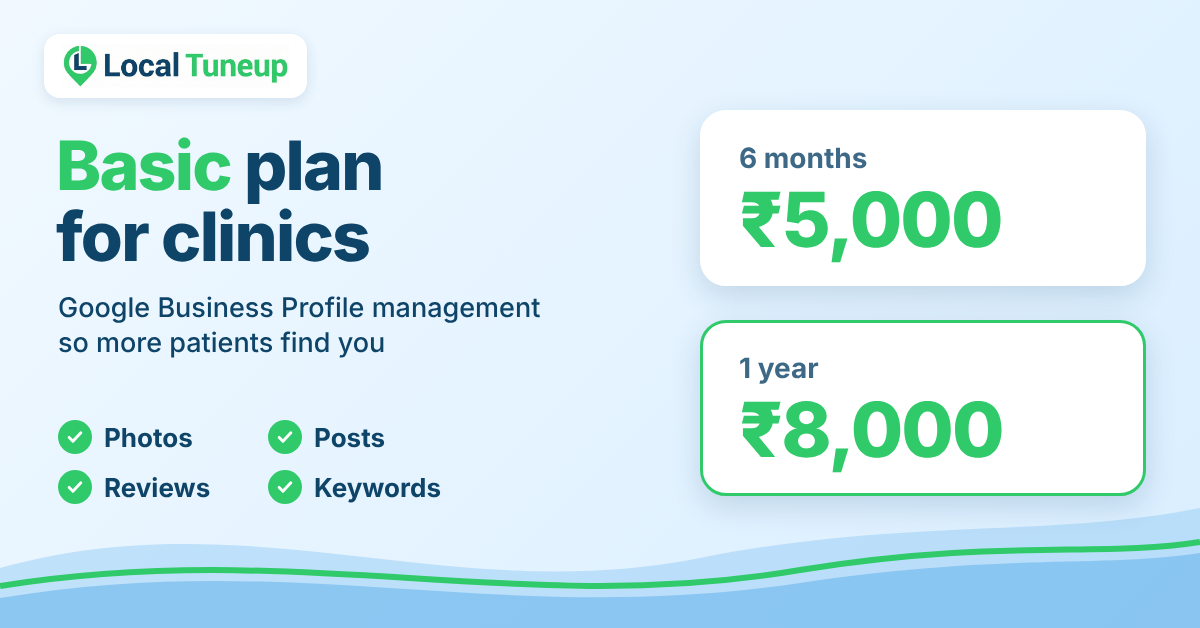 Local Tuneup
Basic plan
for clinics
Google Business Profile management
so more patients find you
Photos
Posts
Reviews
Keywords
6 months
₹5,000
1 year
₹8,000